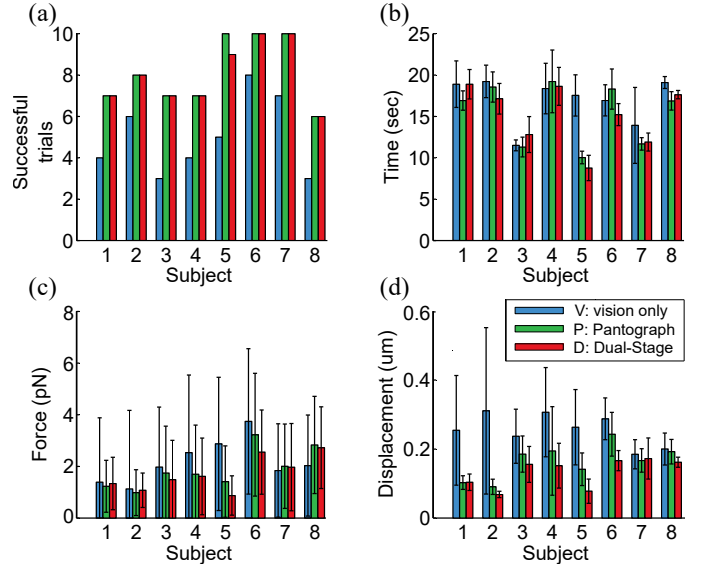 (a)
10
8
6
4
2
0
Successful
trials
1 2 3 4 5 6 7 8
Subject
(b)
25
20
15
10
5
0
Time (sec)
1 2 3 4 5 6 7 8
Subject
(c)
8
6
4
2
0
Force (pN)
1 2 3 4 5 6 7 8
Subject
(d)
0.6
0.4
0.2
0
Displacement (um)
V: vision only
P: Pantograph
D: Dual-Stage
1 2 3 4 5 6 7 8
Subject